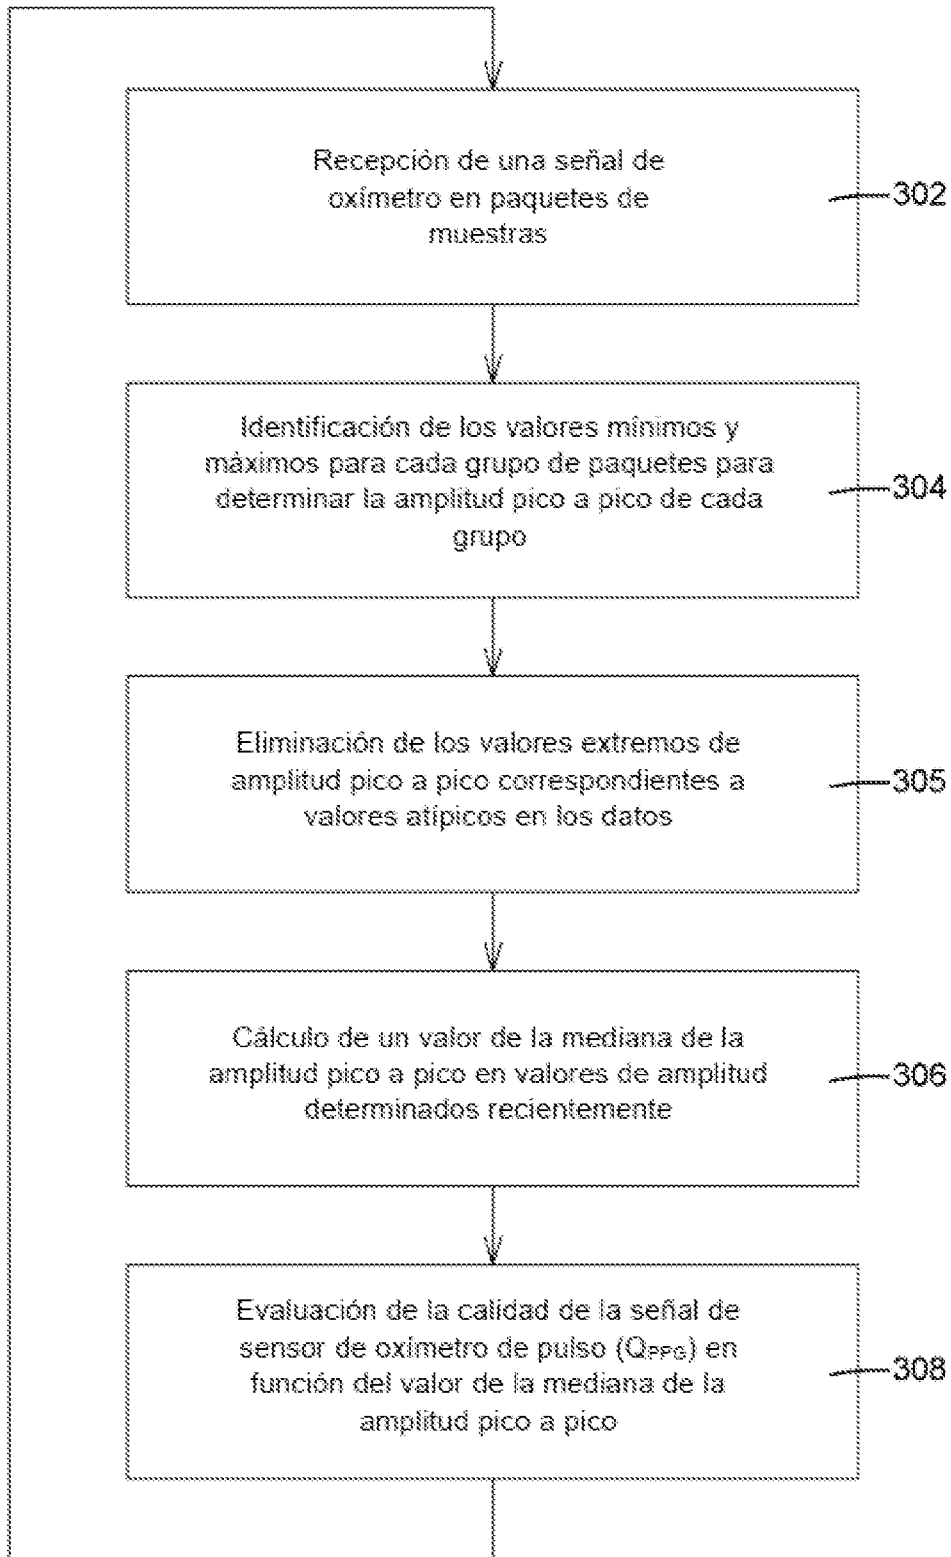 Recepción de una señal de
oxímetro en paquetes de
muestras
302
Identificación de los valores mínimos y
máximos para cada grupo de paquetes para
determinar la amplitud pico a pico de cada
grupo
304
Eliminación de los valores extremos de
amplitud pico a pico correspondientes a
valores atípicos en los datos
305
Cálculo de un valor de la mediana de la
amplitud pico a pico en valores de amplitud
determinados recientemente
306
Evaluación de la calidad de la señal de
sensor de oxímetro de pulso (QPPG) en
función del valor de la mediana de la
amplitud pico a pico
308